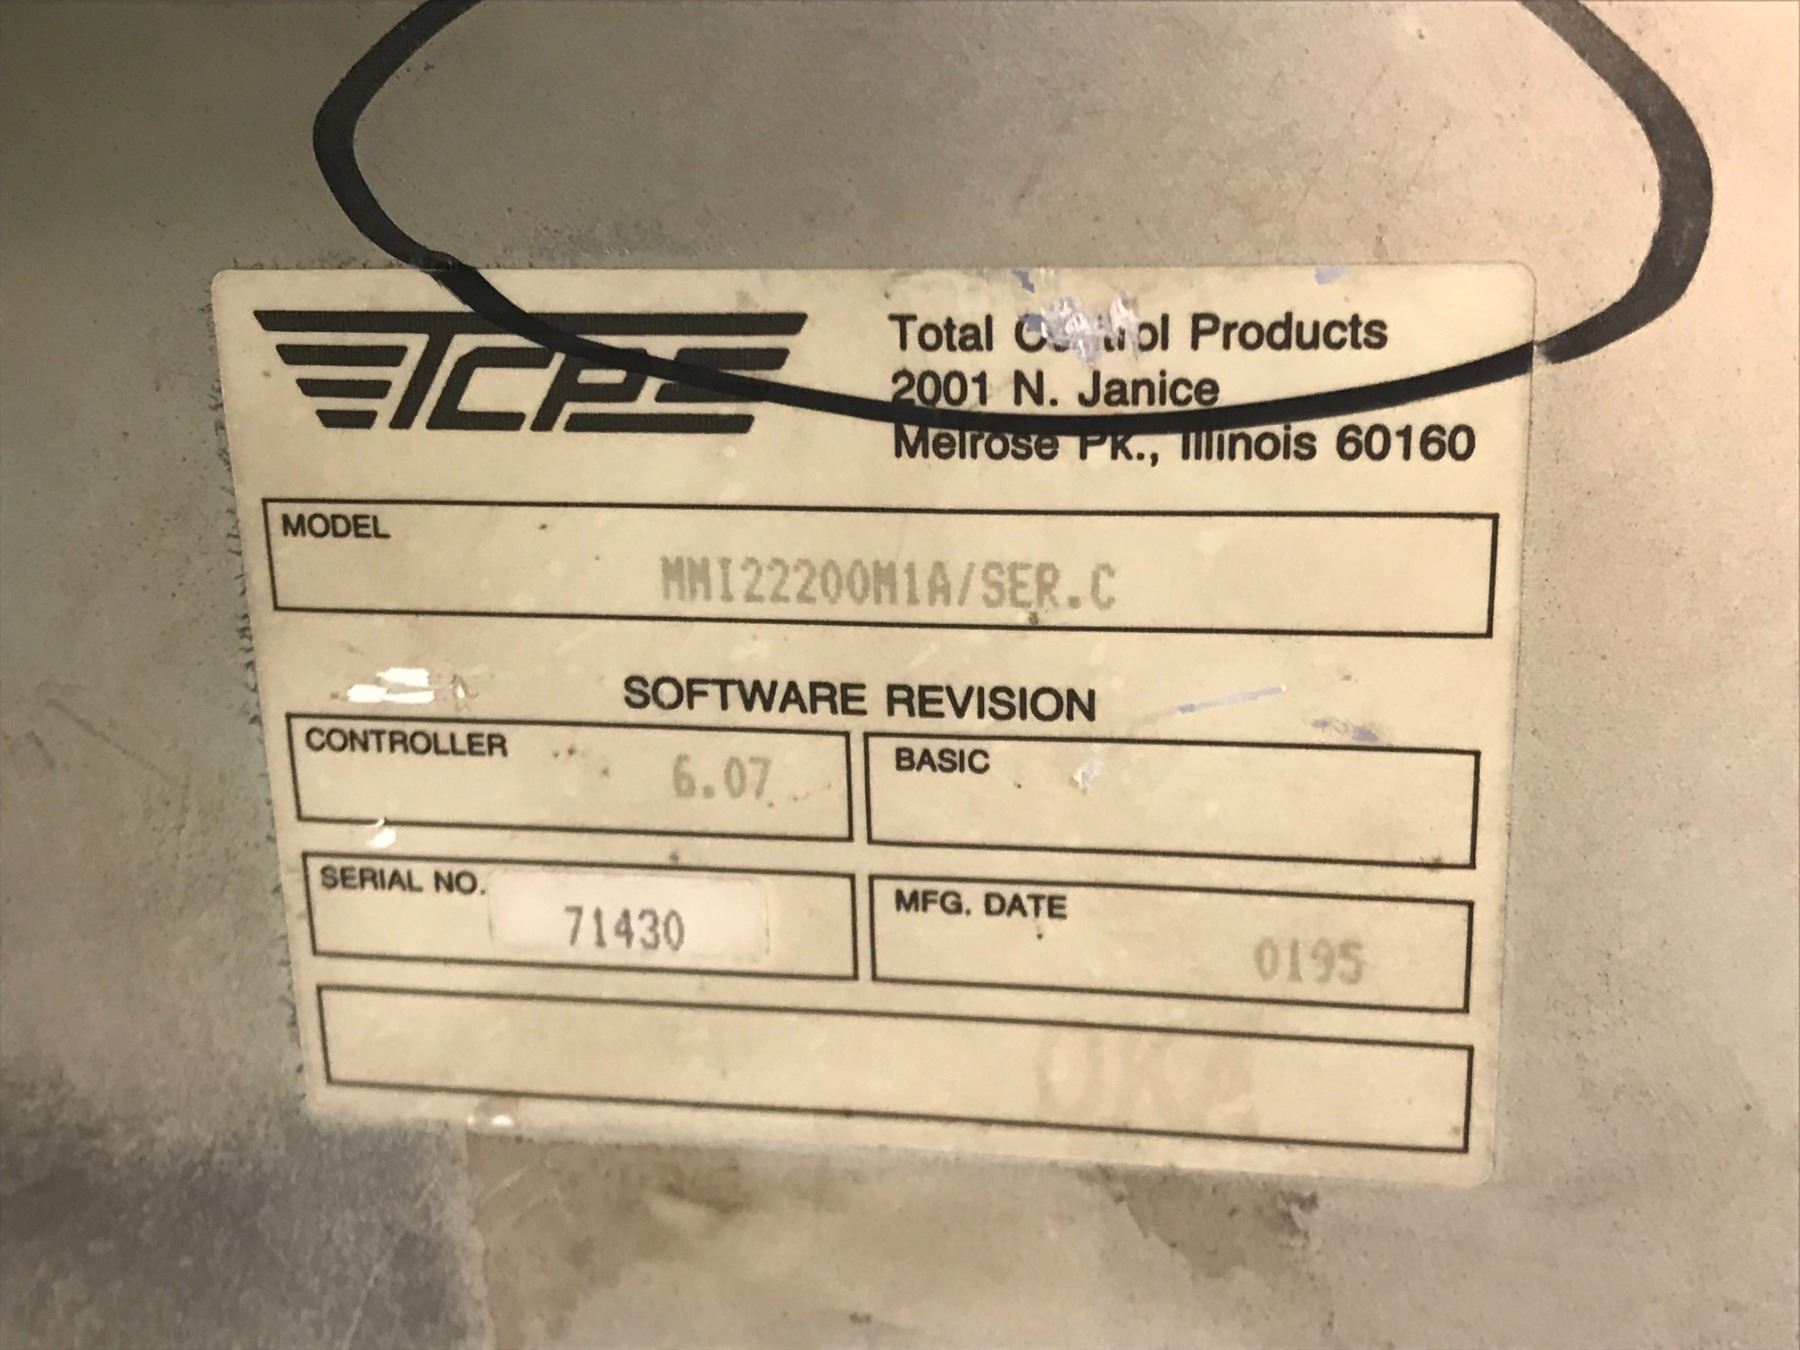 TCP
Total Control Products
2001 N. Janice
Melrose Pk., Illinois 60160
MODEL
MMI22200M1A/SER.C
SOFTWARE REVISION
CONTROLLER
6.07
BASIC
SERIAL NO.
71430
MFG. DATE
0195